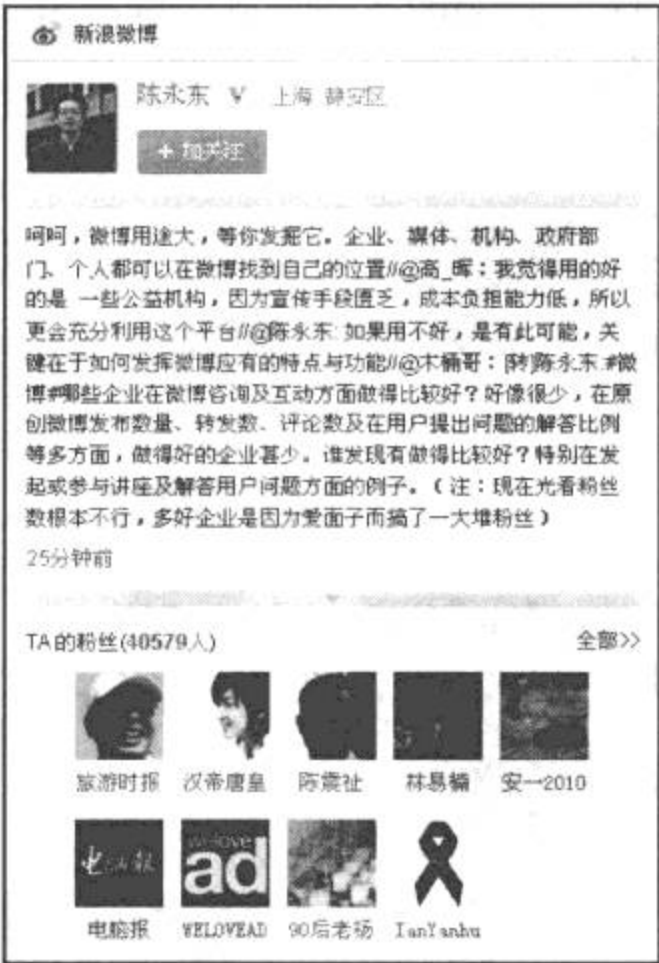 新浪微博
陈永东 V 上海 静安区
+ 加关注
呵呵，微博用途大，等你发掘它。企业、媒体、机构、政府部
门、个人都可以在微博找到自己的位置//@高_晖：我觉得用的好
的是 一些公益机构，因为宣传手段匮乏，成本负担能力低，所以
更会充分利用这个平台//@陈永东:如果用不好，是有此可能，关
键在于如何发挥微博应有的特点与功能//@木桶哥：[转]陈永东:#微
博#哪些企业在微博咨询及互动方面做得比较好？好像很少，在原
创微博发布数量、转发数、评论数及在用户提出问题的解答比例
等多方面，做得好的企业甚少。谁发现有做得比较好？特别在发
起或参与讲座及解答用户问题方面的例子。（注：现在光看粉丝
数根本不行，多好企业是因为爱面子而搞了一大堆粉丝）
25分钟前
TA的粉丝(40579人) 全部>>
旅游时报 汉帝唐皇 陈震祉 林易楠 安一2010
电脑报 we love
ad
电脑报 WELOVEAD 90后老杨 IanYanhu